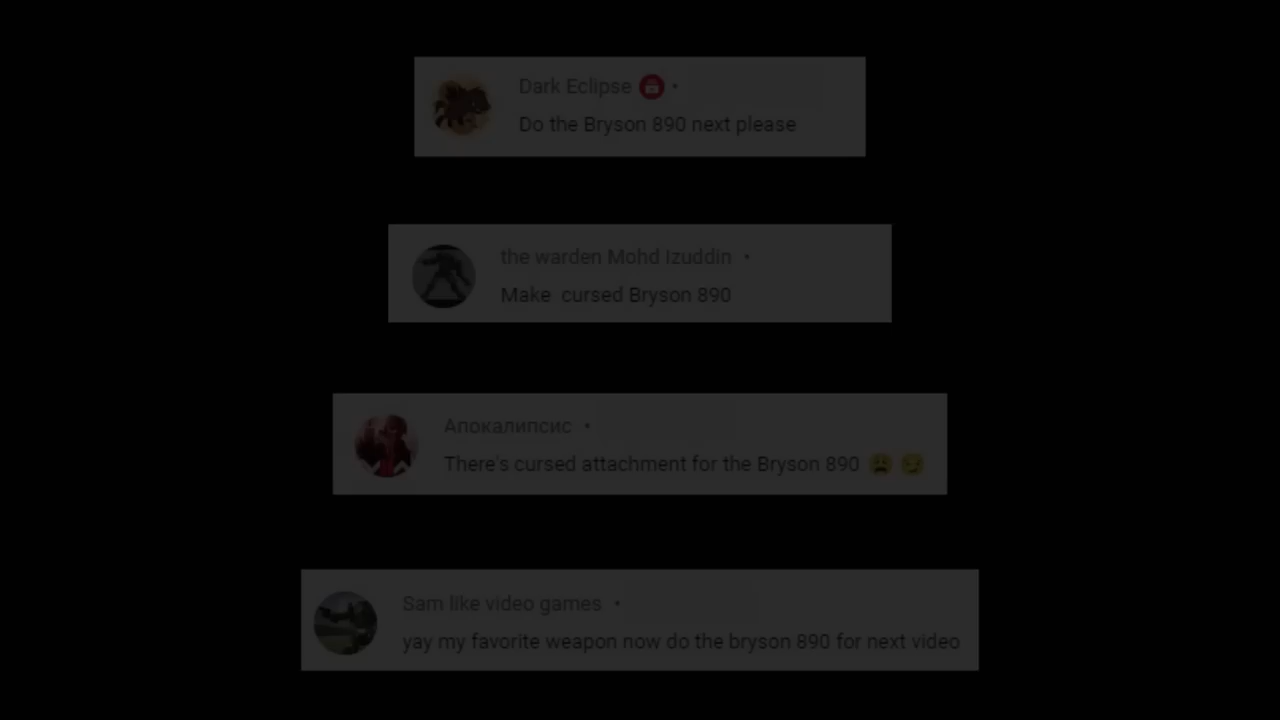 Dark Eclipse •
Do the Bryson 890 next please
the warden Mohd Izuddin •
Make cursed Bryson 890
Апокалипсис •
There's cursed attachment for the Bryson 890 😩 😏
Sam like video games •
yay my favorite weapon now do the bryson 890 for next video